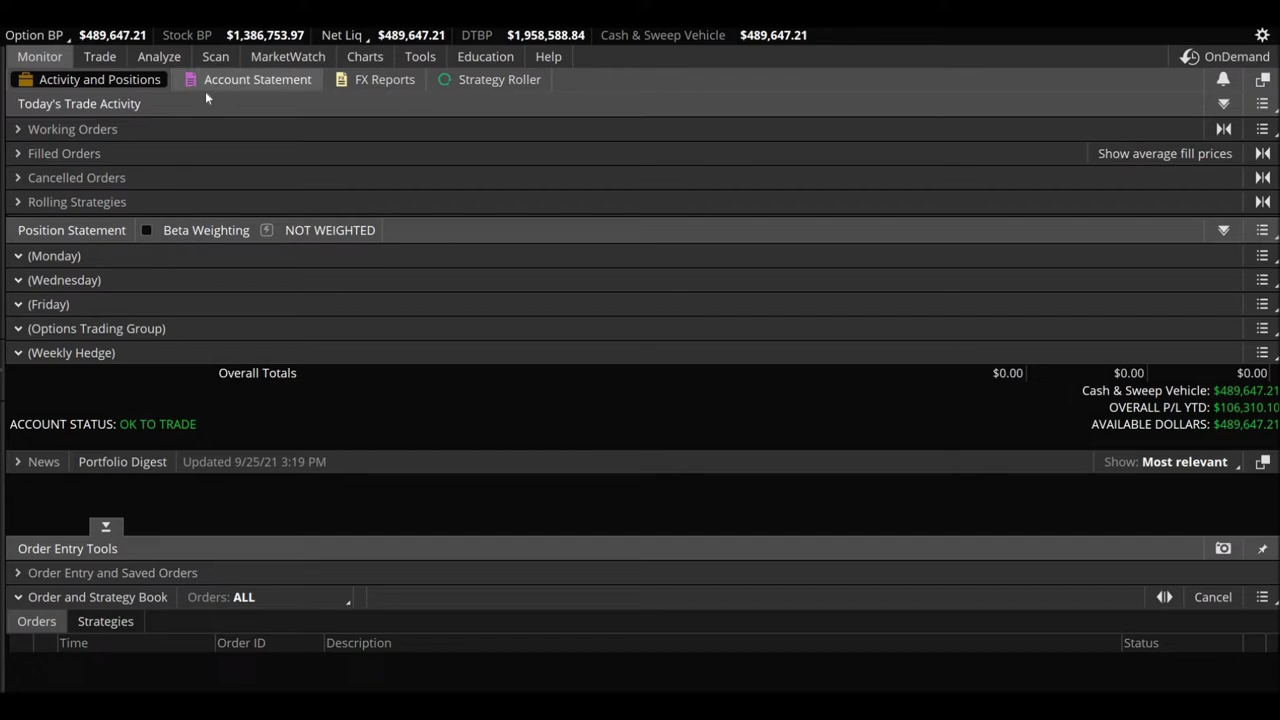 Option BP $489,647.21 Stock BP $1,386,753.97 Net Liq $489,647.21 DTBP $1,958,588.84 Cash & Sweep Vehicle $489,647.21
Monitor Trade Analyze Scan MarketWatch Charts Tools Education Help OnDemand
Activity and Positions Account Statement FX Reports Strategy Roller
Today's Trade Activity
Working Orders
Filled Orders Show average fill prices
Cancelled Orders
Rolling Strategies
Position Statement Beta Weighting NOT WEIGHTED
(Monday)
(Wednesday)
(Friday)
(Options Trading Group)
(Weekly Hedge)
Overall Totals $0.00 $0.00 $0.00
Cash & Sweep Vehicle: $489,647.21
OVERALL P/L YTD: $106,310.10
ACCOUNT STATUS: OK TO TRADE AVAILABLE DOLLARS: $489,647.21
News Portfolio Digest Updated 9/25/21 3:19 PM Show: Most relevant
Order Entry Tools
Order Entry and Saved Orders
Order and Strategy Book Orders: ALL Cancel
Orders Strategies
Time Order ID Description Status